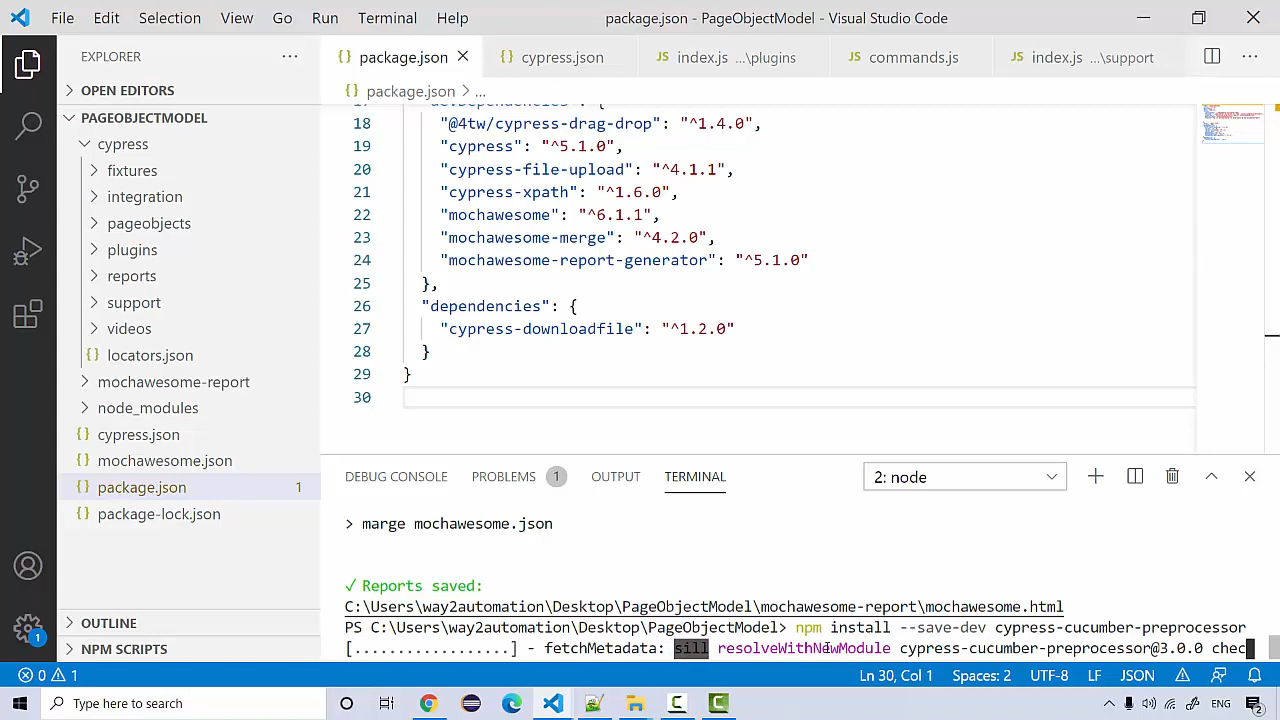 File Edit Selection View Go Run Terminal Help package.json - PageObjectModel - Visual Studio Code
EXPLORER ...
OPEN EDITORS
PAGEOBJECTMODEL
cypress
fixtures
integration
pageobjects
plugins
reports
support
videos
{} locators.json
mochawesome-report
node_modules
{} cypress.json
{} mochawesome.json
{} package.json 1
{} package-lock.json
OUTLINE
NPM SCRIPTS
{} package.json {} cypress.json JS index.js ...\plugins JS commands.js JS index.js ...\support ...
{} package.json > ...
18 "@4tw/cypress-drag-drop": "^1.4.0",
19 "cypress": "^5.1.0",
20 "cypress-file-upload": "^4.1.1",
21 "cypress-xpath": "^1.6.0",
22 "mochawesome": "^6.1.1",
23 "mochawesome-merge": "^4.2.0",
24 "mochawesome-report-generator": "^5.1.0"
25 },
26 "dependencies": {
27 "cypress-downloadfile": "^1.2.0"
28 }
29 }
30
DEBUG CONSOLE PROBLEMS 1 OUTPUT TERMINAL 2: node
> marge mochawesome.json
✓ Reports saved:
C:\Users\way2automation\Desktop\PageObjectModel\mochawesome-report\mochawesome.html
PS C:\Users\way2automation\Desktop\PageObjectModel> npm install --save-dev cypress-cucumber-preprocessor
[..................] - fetchMetadata: sill resolveWithNewModule cypress-cucumber-preprocessor@3.0.0 chec
1
0 1 Ln 30, Col 1 Spaces: 2 UTF-8 LF JSON
Type here to search ENG 2